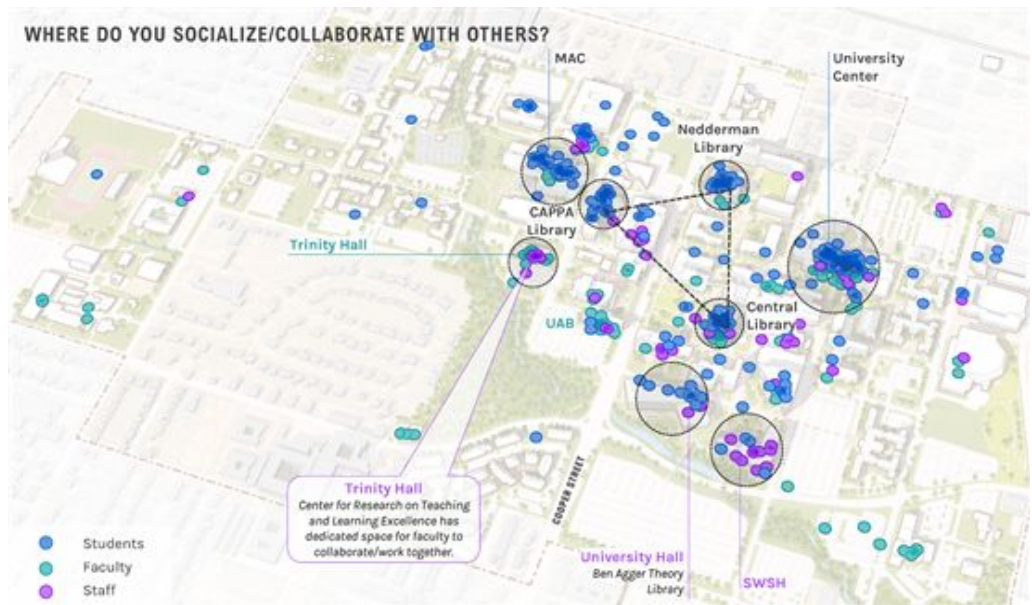 WHERE DO YOU SOCIALIZE/COLLABORATE WITH OTHERS?
MAC
University
Center
Nedderman
Library
CAPPA
Library
Trinity Hall
Central
Library
UAB
Trinity Hall
Center for Research on Teaching
and Learning Excellence has
dedicated space for faculty to
collaborate/work together.
COOPER STREET
University Hall
Ben Agger Theory
Library
SWSH
Students
Faculty
Staff